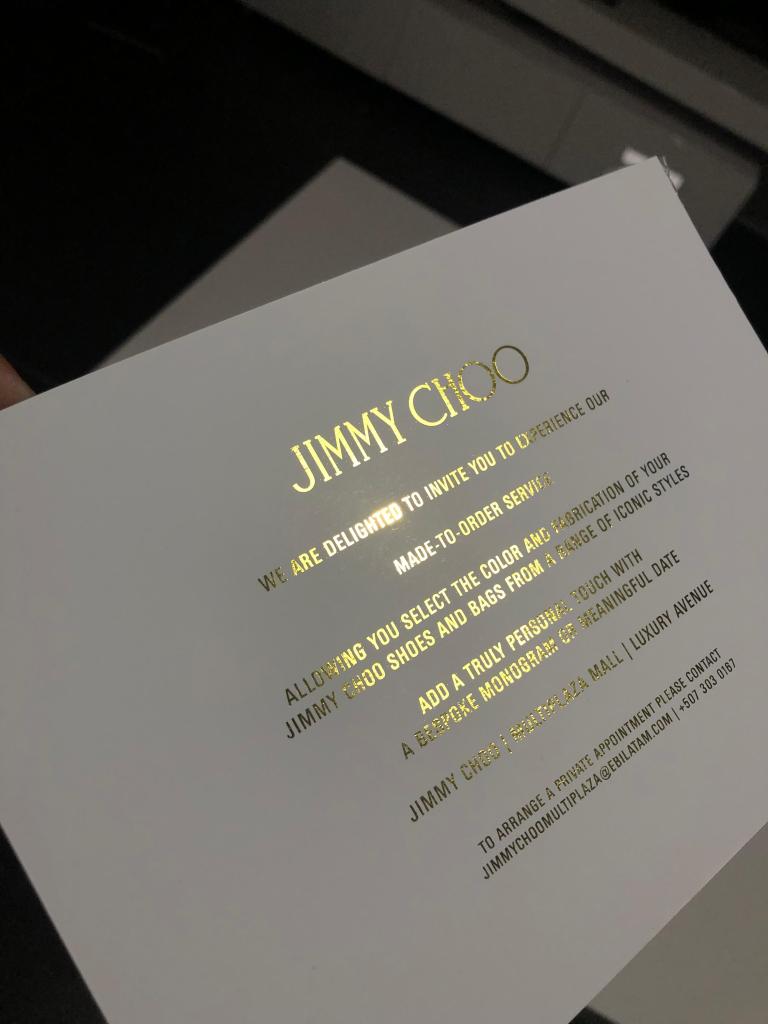 JIMMY CHOO
WE ARE DELIGHTED TO INVITE YOU TO EXPERIENCE OUR
MADE-TO-ORDER SERVICE
ALLOWING YOU SELECT THE COLOR AND FABRICATION OF YOUR
JIMMY CHOO SHOES AND BAGS FROM A RANGE OF ICONIC STYLES
ADD A TRULY PERSONAL TOUCH WITH
A BESPOKE MONOGRAM OR MEANINGFUL DATE
JIMMY CHOO | MULTIPLAZA MALL | LUXURY AVENUE
TO ARRANGE A PRIVATE APPOINTMENT PLEASE CONTACT
JIMMYCHOOMULTIPLAZA@EBILATAM.COM | +507 303 0167